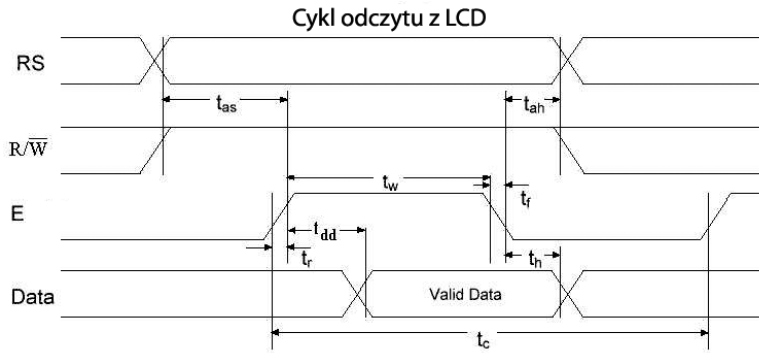 Cykl odczytu z LCD
RS
tas
tah
R/W̅
tw
tf
E
tdd
tr
th
Data
Valid Data
tc